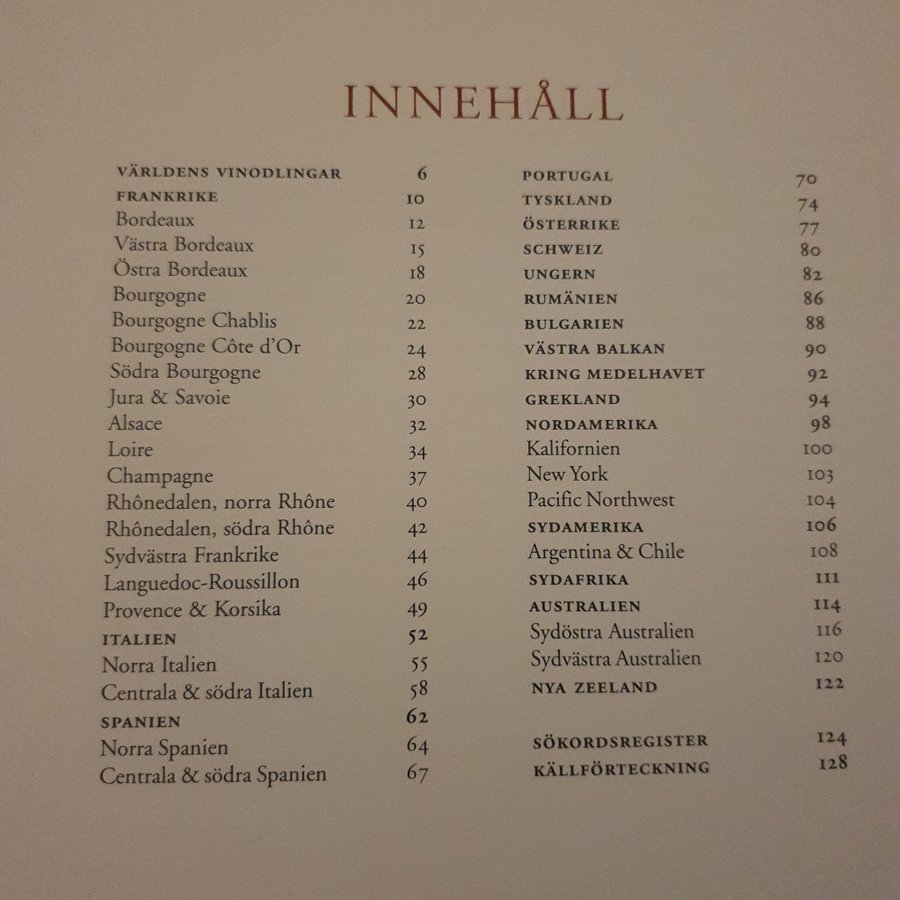 INNEHÅLL
VÄRLDENS VINODLINGAR 6
FRANKRIKE 10
Bordeaux 12
Västra Bordeaux 15
Östra Bordeaux 18
Bourgogne 20
Bourgogne Chablis 22
Bourgogne Côte d'Or 24
Södra Bourgogne 28
Jura & Savoie 30
Alsace 32
Loire 34
Champagne 37
Rhônedalen, norra Rhône 40
Rhônedalen, södra Rhône 42
Sydvästra Frankrike 44
Languedoc-Roussillon 46
Provence & Korsika 49
ITALIEN 52
Norra Italien 55
Centrala & södra Italien 58
SPANIEN 62
Norra Spanien 64
Centrala & södra Spanien 67
PORTUGAL 70
TYSKLAND 74
ÖSTERRIKE 77
SCHWEIZ 80
UNGERN 82
RUMÄNIEN 86
BULGARIEN 88
VÄSTRA BALKAN 90
KRING MEDELHAVET 92
GREKLAND 94
NORDAMERIKA 98
Kalifornien 100
New York 103
Pacific Northwest 104
SYDAMERIKA 106
Argentina & Chile 108
SYDAFRIKA 111
AUSTRALIEN 114
Sydöstra Australien 116
Sydvästra Australien 120
NYA ZEELAND 122
SÖKORDSREGISTER 124
KÄLLFÖRTECKNING 128